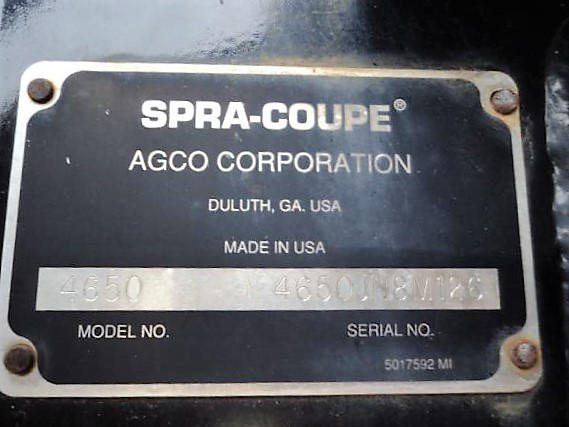 SPRA-COUPE®
AGCO CORPORATION
DULUTH, GA. USA
MADE IN USA
4650
MODEL NO. SERIAL NO.
5017592 MI